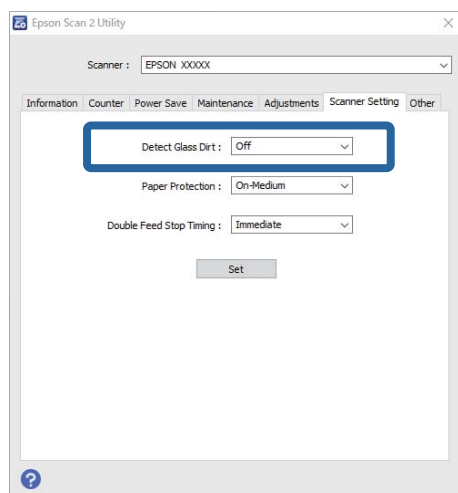 Epson Scan 2 Utility
Scanner : EPSON XXXXX
Information Counter Power Save Maintenance Adjustments Scanner Setting Other
Detect Glass Dirt : Off
Paper Protection : On-Medium
Double Feed Stop Timing : Immediate
Set